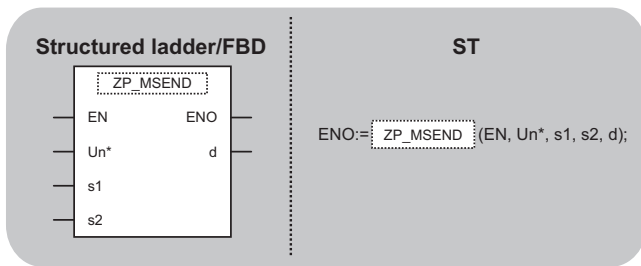 Structured ladder/FBD
ZP_MSEND
EN ENO
Un* d
s1
s2
ST
ENO:= ZP_MSEND (EN, Un*, s1, s2, d);